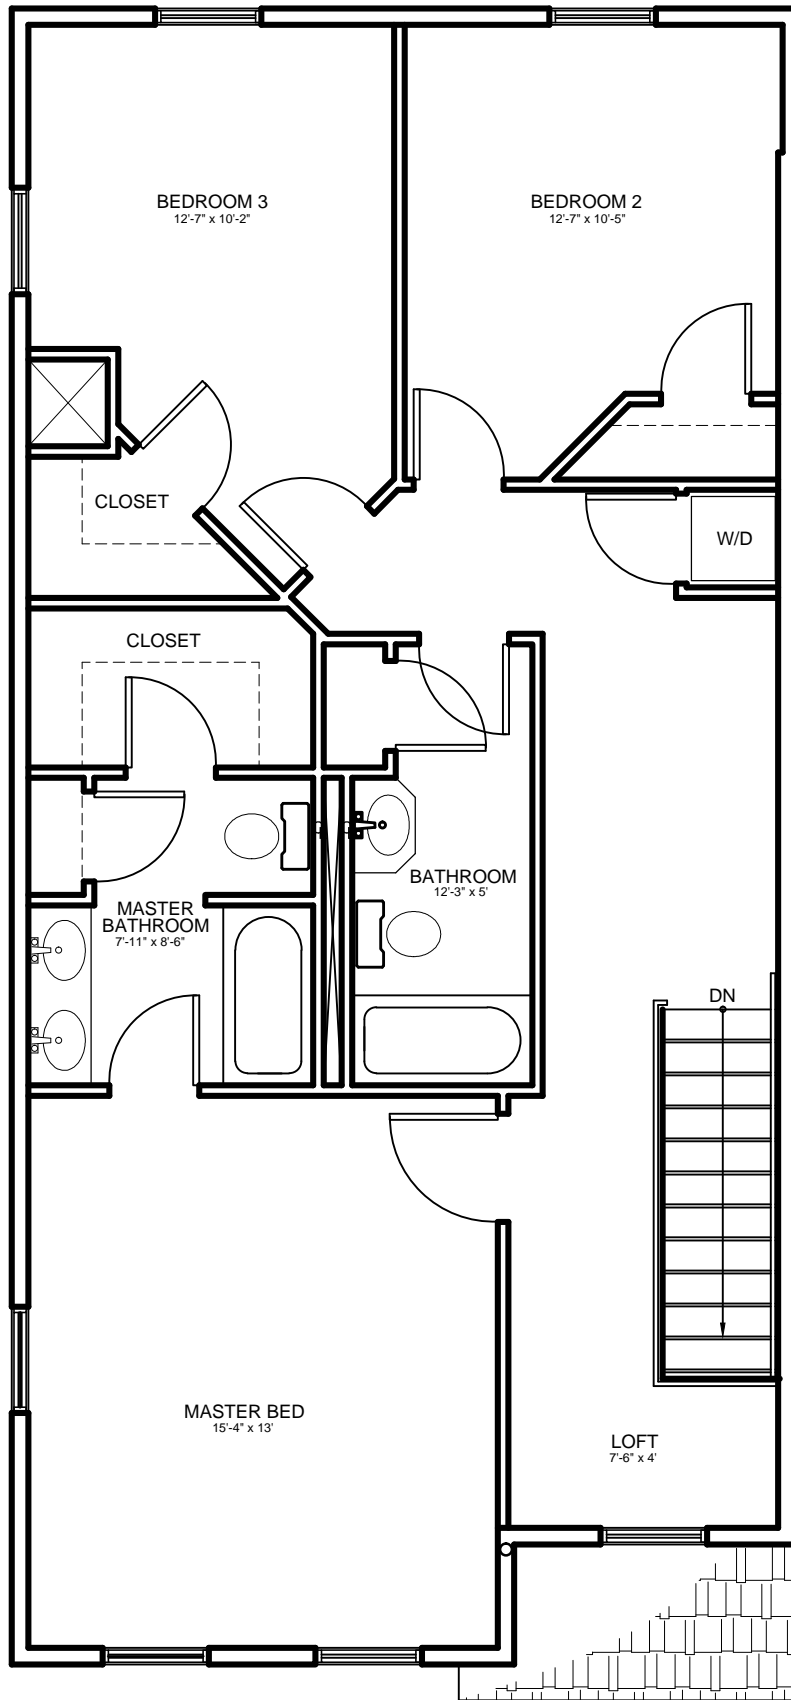 BEDROOM 3
12'-7" x 10'-2"
BEDROOM 2
12'-7" x 10'-5"
CLOSET
W/D
CLOSET
BATHROOM
12'-3" x 5'
MASTER
BATHROOM
7'-11" x 8'-6"
DN
MASTER BED
15'-4" x 13'
LOFT
7'-6" x 4'